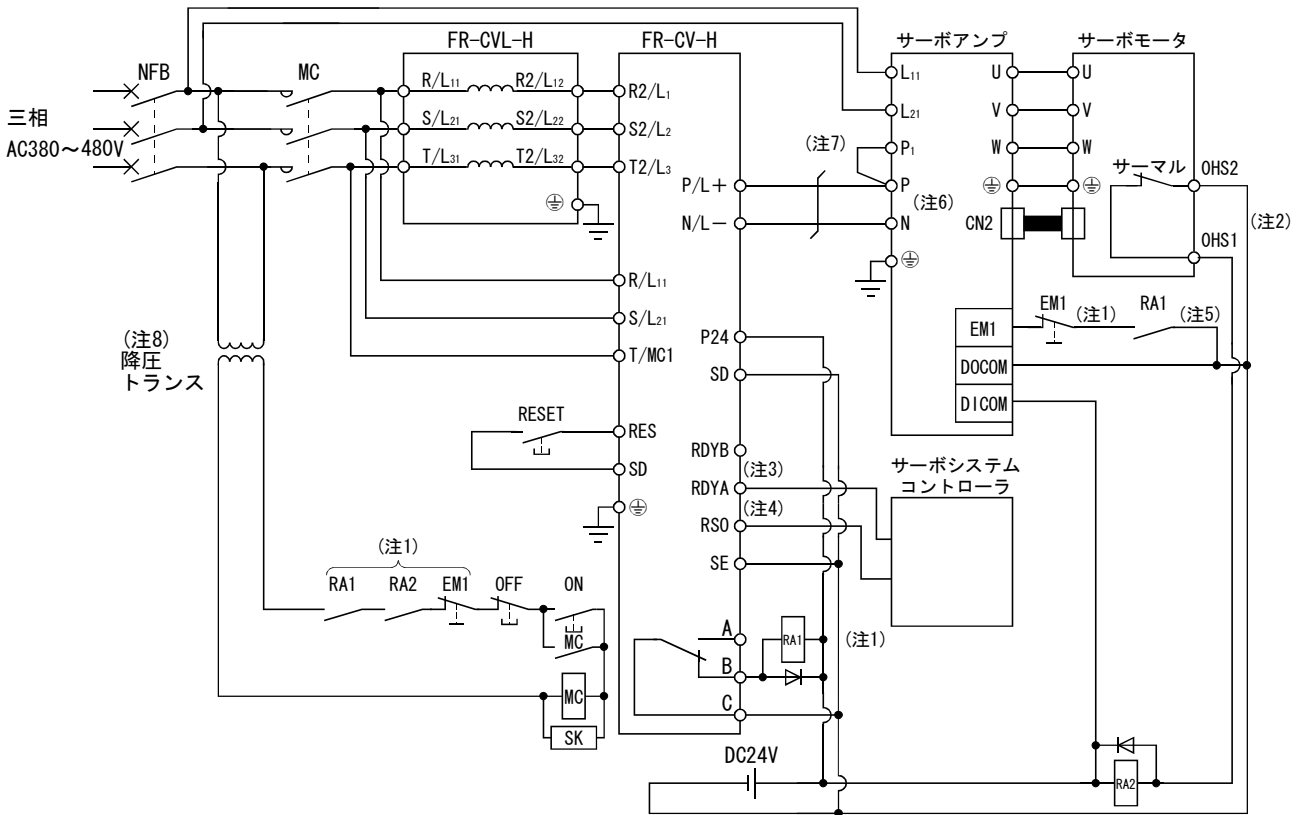 FR-CVL-H
FR-CV-H
サーボアンプ
サーボモータ
NFB
MC
三相
AC380～480V
R/L11
R2/L12
R2/L1
S/L21
S2/L22
S2/L2
T/L31
T2/L32
T2/L3
L11
L21
P1
P
N
(注7)
(注6)
U
V
W
CN2
U
V
W
サーマル
OHS2
OHS1
(注2)
P/L+
N/L-
R/L11
S/L21
T/MC1
(注8)
降圧
トランス
P24
SD
EM1
DOCOM
DICOM
EM1
(注1)
RA1
(注5)
RESET
RES
SD
RDYB
(注3)
RDYA
(注4)
RSO
SE
サーボシステム
コントローラ
(注1)
RA1
RA2
EM1
OFF
ON
MC
MC
SK
A
B
C
RA1
(注1)
DC24V
RA2